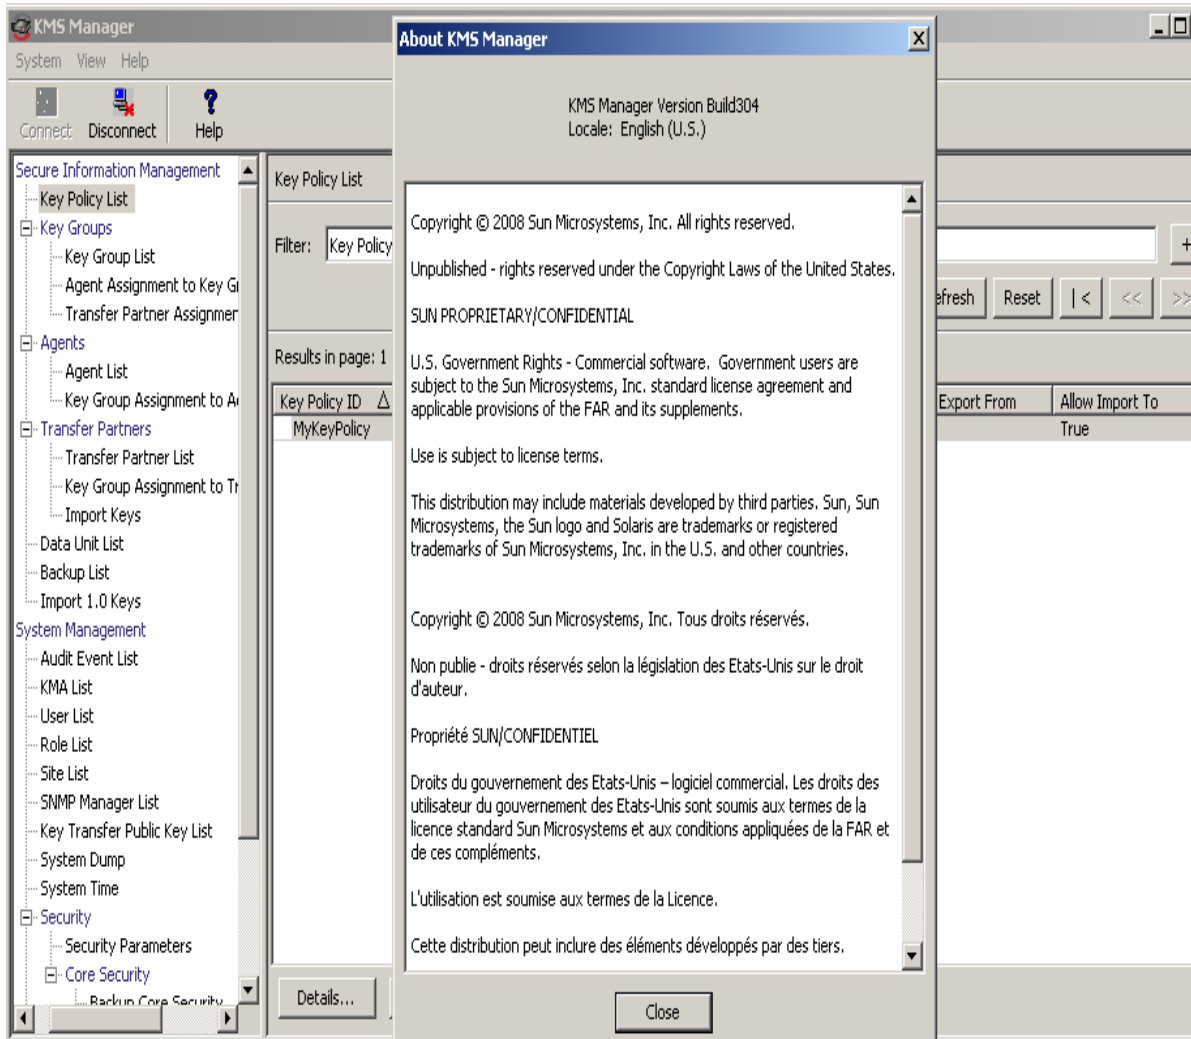 KMS Manager
System View Help
Connect Disconnect Help
Secure Information Management
Key Policy List
Key Groups
Key Group List
Agent Assignment to Key
Transfer Partner
Agents
Agent List
Key Group Assignment to
Transfer Partners
Transfer Partner List
Key Group Assignment to
Import Keys
Data Unit List
Backup List
Import 1.0 Keys
System Management
Audit Event List
KMA List
User List
Role List
Site List
SNMP Manager List
Key Transfer Public Key List
System Dump
System Time
Security
Security Parameters
Core Security
Backup Core Security
Key Policy List
Filter: Key Policy
+
efresh Reset |< << >>
Results in page: 1
Key Policy ID Export From Allow Import To
MyKeyPolicy True
Details...
About KMS Manager
KMS Manager Version Build304
Locale: English (U.S.)
Copyright © 2008 Sun Microsystems, Inc. All rights reserved.
Unpublished - rights reserved under the Copyright Laws of the United States.
SUN PROPRIETARY/CONFIDENTIAL
U.S. Government Rights - Commercial software. Government users are
subject to the Sun Microsystems, Inc. standard license agreement and
applicable provisions of the FAR and its supplements.
Use is subject to license terms.
This distribution may include materials developed by third parties. Sun, Sun
Microsystems, the Sun logo and Solaris are trademarks or registered
trademarks of Sun Microsystems, Inc. in the U.S. and other countries.
Copyright © 2008 Sun Microsystems, Inc. Tous droits réservés.
Non publie - droits réservés selon la législation des Etats-Unis sur le droit
d'auteur.
Propriété SUN/CONFIDENTIEL
Droits du gouvernement des Etats-Unis – logiciel commercial. Les droits des
utilisateur du gouvernement des Etats-Unis sont soumis aux termes de la
licence standard Sun Microsystems et aux conditions appliquées de la FAR et
de ces compléments.
L'utilisation est soumise aux termes de la Licence.
Cette distribution peut inclure des éléments développés par des tiers.
Close